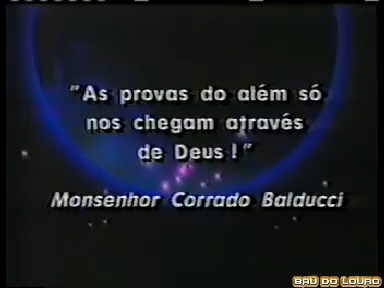 "As provas do além só
nos chegam através
de Deus!"
Monsenhor Corrado Balducci
BAÚ DO LOURO